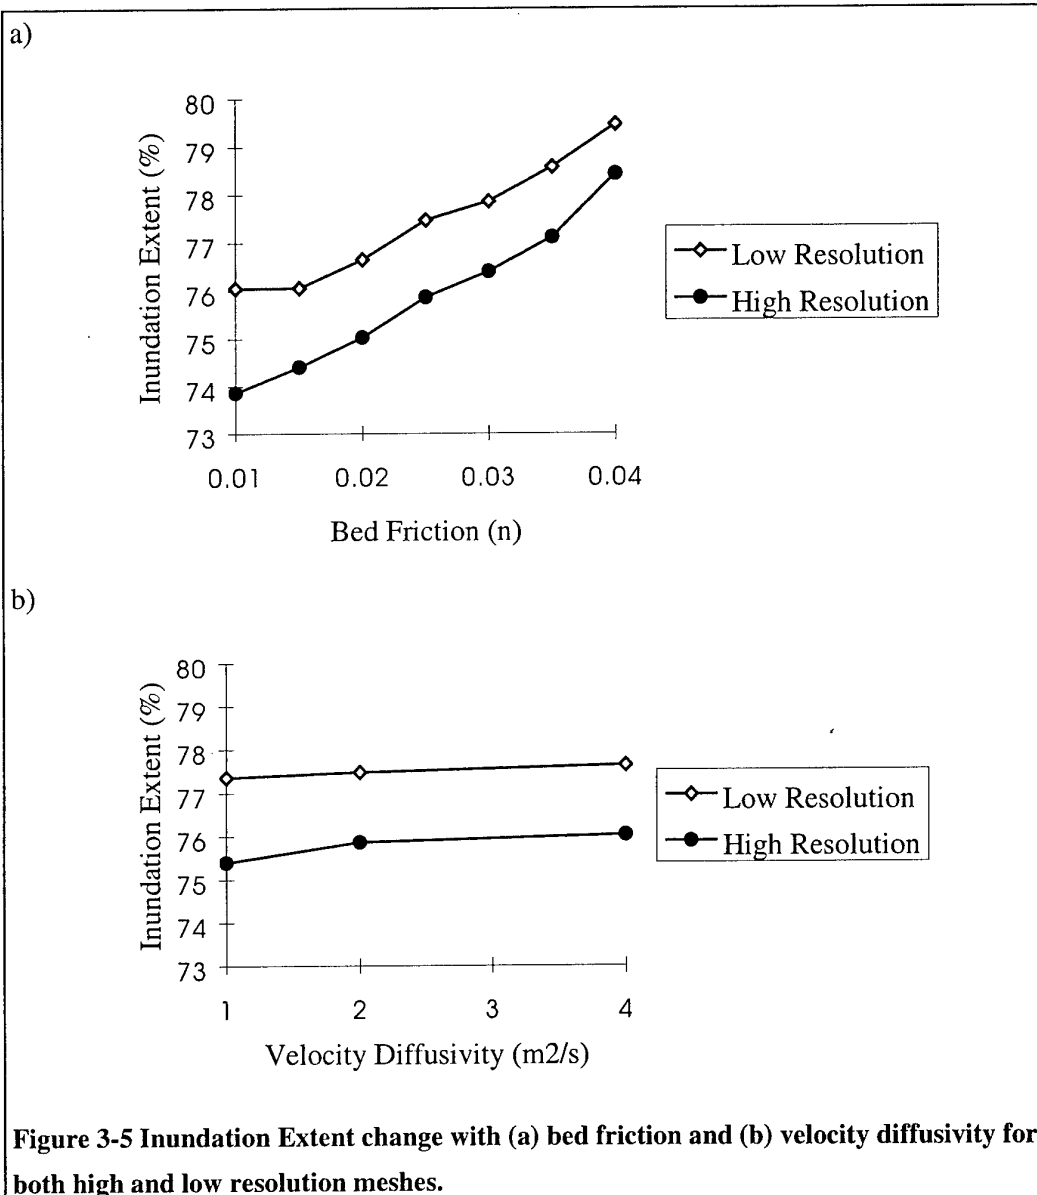 a)
80
79
78
77
76
75
74
73
Inundation Extent (%)
0.01 0.02 0.03 0.04
Bed Friction (n)
Low Resolution
High Resolution
b)
80
79
78
77
76
75
74
73
Inundation Extent (%)
1 2 3 4
Velocity Diffusivity (m2/s)
Low Resolution
High Resolution
Figure 3-5 Inundation Extent change with (a) bed friction and (b) velocity diffusivity for
both high and low resolution meshes.